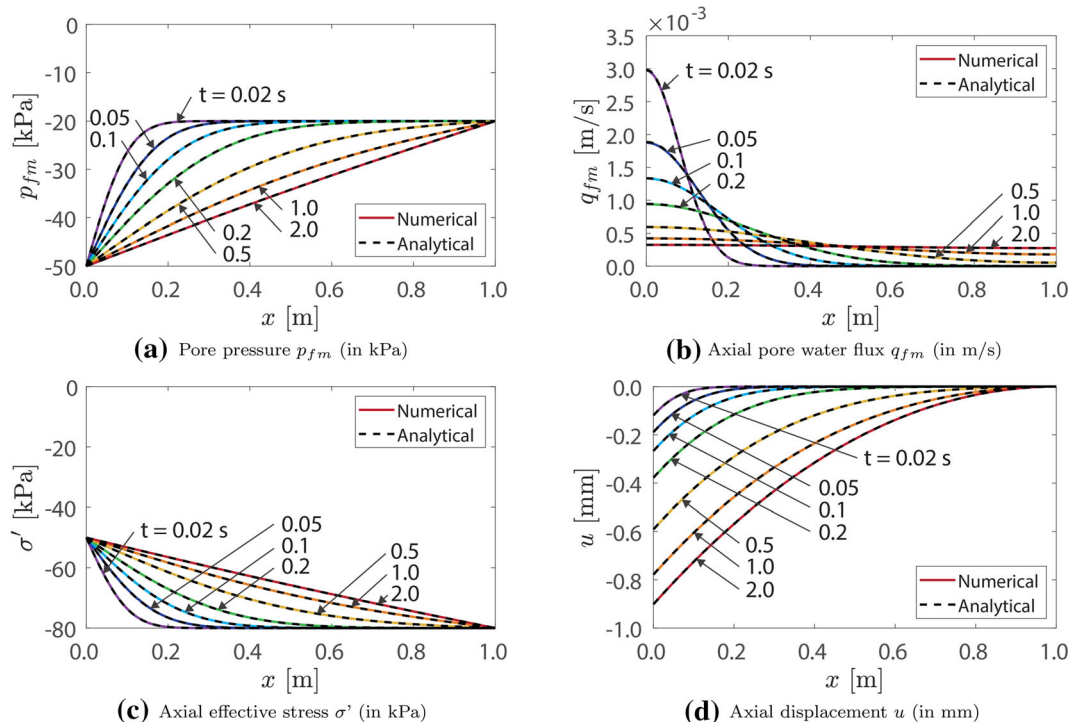 0
-10
-20
-30
-40
-50
p_fm [kPa]
t = 0.02 s
0.05
0.1
0.2
0.5
1.0
2.0
Numerical
Analytical
0.0 0.2 0.4 0.6 0.8 1.0
x [m]
(a) Pore pressure p_fm (in kPa)
×10⁻³
3.5
3.0
2.5
2.0
1.5
1.0
0.5
0.0
q_fm [m/s]
t = 0.02 s
0.05
0.1
0.2
0.5
1.0
2.0
Numerical
Analytical
0.0 0.2 0.4 0.6 0.8 1.0
x [m]
(b) Axial pore water flux q_fm (in m/s)
0
-20
-40
-60
-80
σ′ [kPa]
t = 0.02 s
0.05
0.1
0.2
0.5
1.0
2.0
Numerical
Analytical
0.0 0.2 0.4 0.6 0.8 1.0
x [m]
(c) Axial effective stress σ' (in kPa)
0.0
-0.2
-0.4
-0.6
-0.8
-1.0
u [mm]
t = 0.02 s
0.05
0.1
0.2
0.5
1.0
2.0
Numerical
Analytical
0.0 0.2 0.4 0.6 0.8 1.0
x [m]
(d) Axial displacement u (in mm)